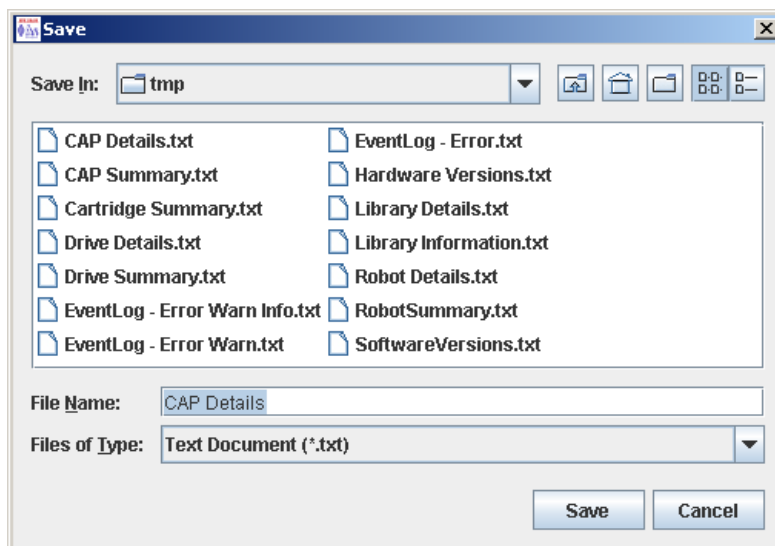 Save
Save In: tmp
CAP Details.txt
CAP Summary.txt
Cartridge Summary.txt
Drive Details.txt
Drive Summary.txt
EventLog - Error Warn Info.txt
EventLog - Error Warn.txt
EventLog - Error.txt
Hardware Versions.txt
Library Details.txt
Library Information.txt
Robot Details.txt
RobotSummary.txt
SoftwareVersions.txt
File Name: CAP Details
Files of Type: Text Document (*.txt)
Save Cancel